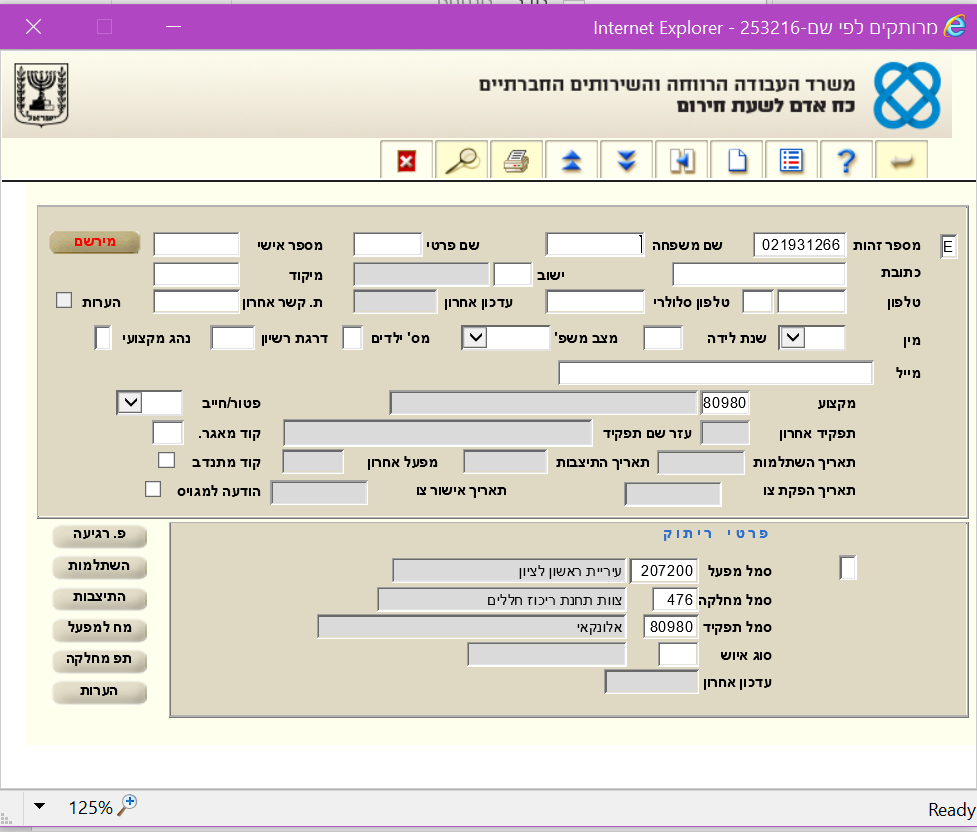 מרותקים לפי שם-253216 - Internet Explorer
משרד העבודה הרווחה והשירותים החברתיים
כח אדם לשעת חירום
E מספר זהות 021931266 שם משפחה שם פרטי מספר אישי מירשם
כתובת ישוב מיקוד
טלפון טלפון סלולרי עדכון אחרון ת. קשר אחרון הערות
מין שנת לידה מצב משפ' מס' ילדים דרגת רשיון נהג מקצועי
מייל
מקצוע 80980 פטור/חייב
תפקיד אחרון עזר שם תפקיד קוד מאגר.
תאריך השתלמות תאריך התיצבות מפעל אחרון קוד מתנדב
תאריך הפקת צו תאריך אישור צו הודעה למגויס
פרטי ריתוק
סמל מפעל 207200 עיריית ראשון לציון
סמל מחלקה 476 צוות תחנת ריכוז חללים
סמל תפקיד 80980 אלונקאי
סוג איוש
עדכון אחרון
פ. רגיעה
השתלמות
התיצבות
מח למפעל
תפ מחלקה
הערות
125%
Ready